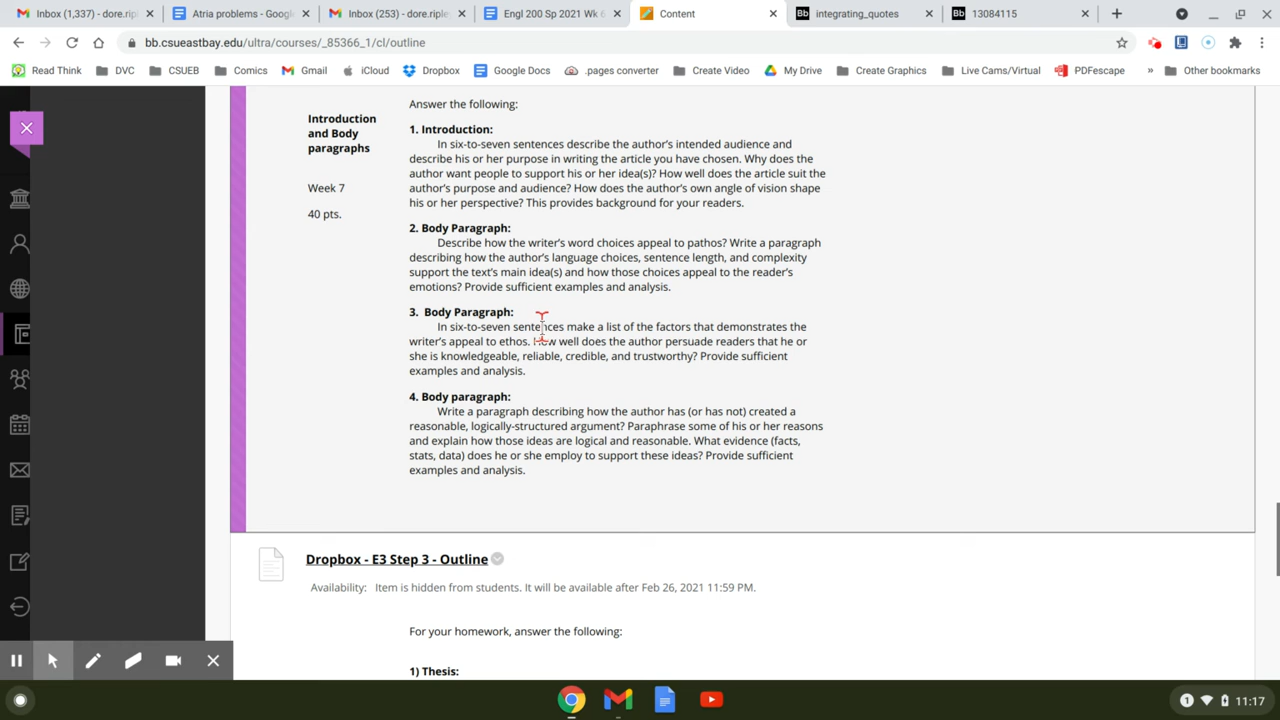 Inbox (1,337) - dore.ripl
Atria problems - Google
Inbox (253) - dore.ripley
Engl 200 Sp 2021 Wk 6
Content
Bb integrating_quotes
Bb 13084115
bb.csueastbay.edu/ultra/courses/_85366_1/cl/outline
Read Think
DVC
CSUEB
Comics
Gmail
iCloud
Dropbox
Google Docs
.pages converter
Create Video
My Drive
Create Graphics
Live Cams/Virtual
PDFescape
»
Other bookmarks
Introduction
and Body
paragraphs
Week 7
40 pts.
Answer the following:
1. Introduction:
In six-to-seven sentences describe the author's intended audience and
describe his or her purpose in writing the article you have chosen. Why does the
author want people to support his or her idea(s)? How well does the article suit the
author's purpose and audience? How does the author's own angle of vision shape
his or her perspective? This provides background for your readers.
2. Body Paragraph:
Describe how the writer's word choices appeal to pathos? Write a paragraph
describing how the author's language choices, sentence length, and complexity
support the text's main idea(s) and how those choices appeal to the reader's
emotions? Provide sufficient examples and analysis.
3. Body Paragraph:
In six-to-seven sentences make a list of the factors that demonstrates the
writer's appeal to ethos. How well does the author persuade readers that he or
she is knowledgeable, reliable, credible, and trustworthy? Provide sufficient
examples and analysis.
4. Body paragraph:
Write a paragraph describing how the author has (or has not) created a
reasonable, logically-structured argument? Paraphrase some of his or her reasons
and explain how those ideas are logical and reasonable. What evidence (facts,
stats, data) does he or she employ to support these ideas? Provide sufficient
examples and analysis.
Dropbox - E3 Step 3 - Outline
Availability: Item is hidden from students. It will be available after Feb 26, 2021 11:59 PM.
For your homework, answer the following:
1) Thesis:
1
11:17